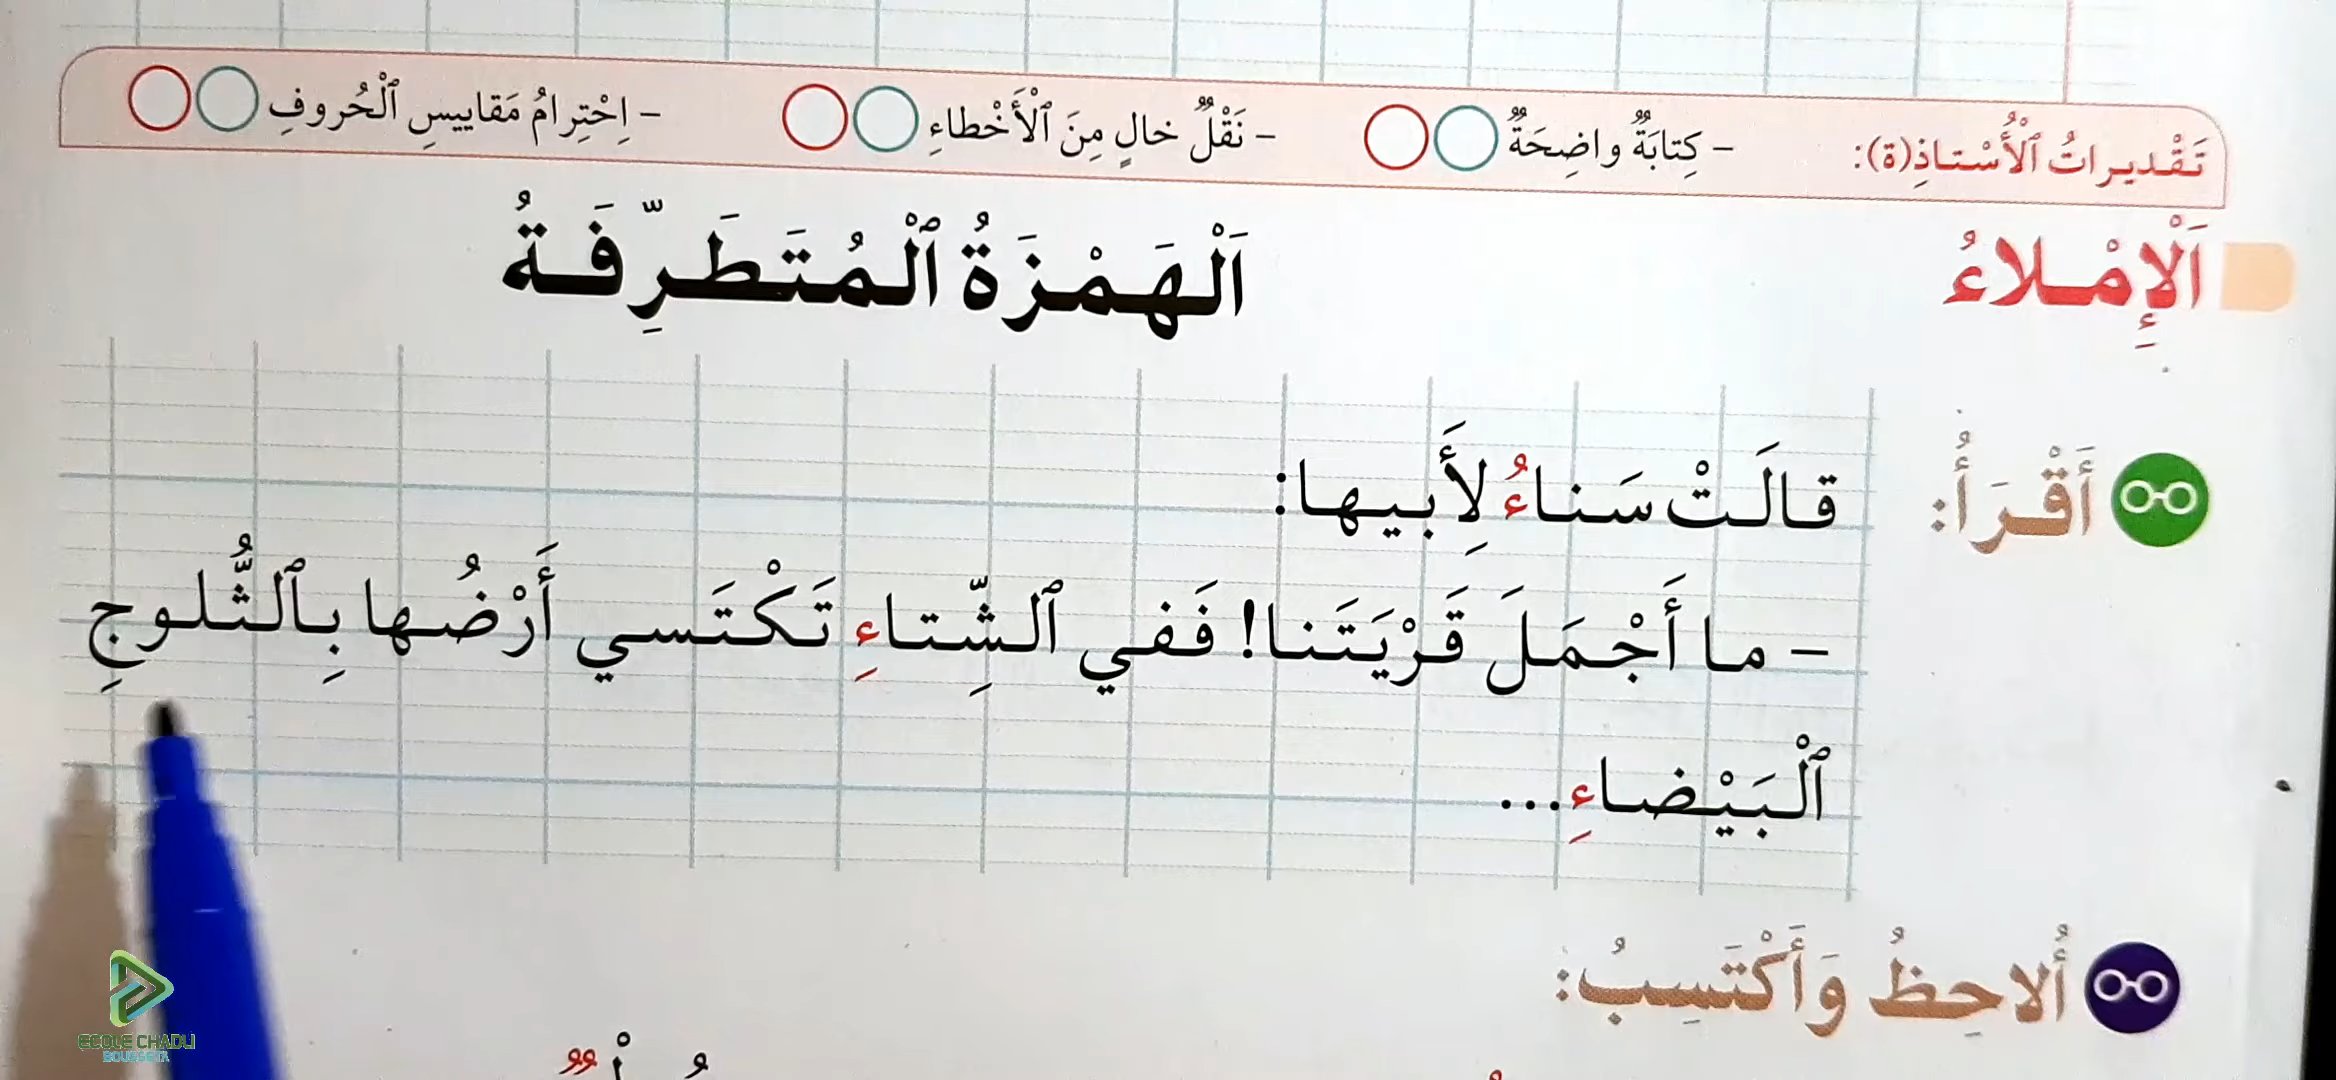 تَقْديراتُ ٱلْأُسْتاذِ(ة): – كِتابَةٌ واضِحَةٌ – نَقْلٌ خالٍ مِنَ ٱلْأَخْطاءِ – اِحْتِرامُ مَقاييسِ ٱلْحُروفِ
اَلْإِمْلاءُ
اَلْهَمْزَةُ ٱلْمُتَطَرِّفَةُ
أَقْرَأُ:
قالَتْ سَناءُ لِأَبيها:
– ما أَجْمَلَ قَرْيَتَنا! فَفي ٱلشِّتاءِ تَكْتَسي أَرْضُها بِٱلثُّلوجِ
ٱلْبَيْضاءِ...
أُلاحِظُ وَأَكْتَسِبُ:
ECOLE CHADLI
BOUSSETA